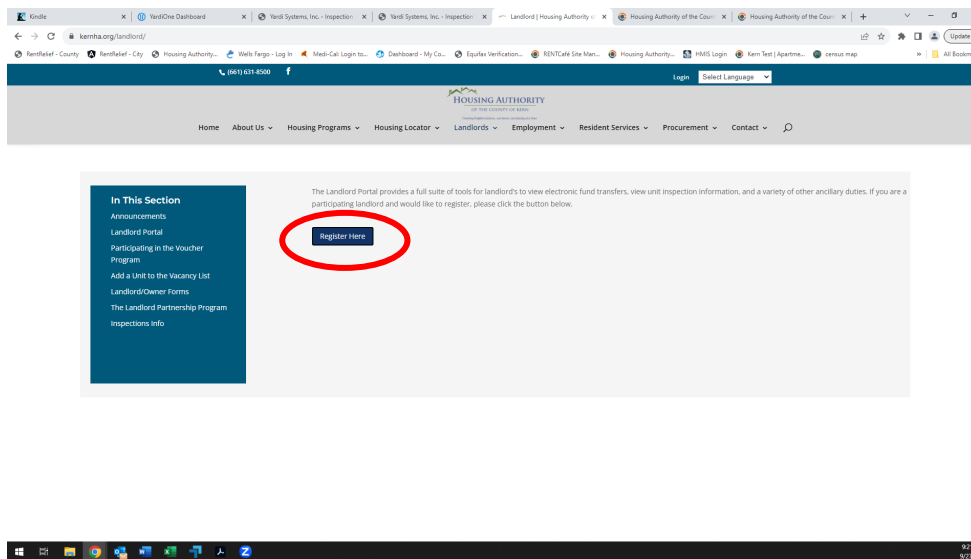 Kindle
YardiOne Dashboard
Yardi Systems, Inc. - Inspection
Yardi Systems, Inc. - Inspection
Landlord | Housing Authority of
Housing Authority of the Coun
Housing Authority of the Coun
kernha.org/landlord/
Update
RentRelief - County
RentRelief - City
Housing Authority...
Wells Fargo - Log In
Medi-Cal: Login to...
Dashboard - My Co...
Equifax Verification...
RENTCafé Site Man...
Housing Authority...
HMIS Login
Kern Test | Apartme...
census map
»
All Bookm
(661) 631-8500
Login
Select Language
HOUSING AUTHORITY
OF THE COUNTY OF KERN
Home
About Us
Housing Programs
Housing Locator
Landlords
Employment
Resident Services
Procurement
Contact
In This Section
Announcements
Landlord Portal
Participating in the Voucher
Program
Add a Unit to the Vacancy List
Landlord/Owner Forms
The Landlord Partnership Program
Inspections Info
The Landlord Portal provides a full suite of tools for landlord's to view electronic fund transfers, view unit inspection information, and a variety of other ancillary duties. If you are a
participating landlord and would like to register, please click the button below.
Register Here